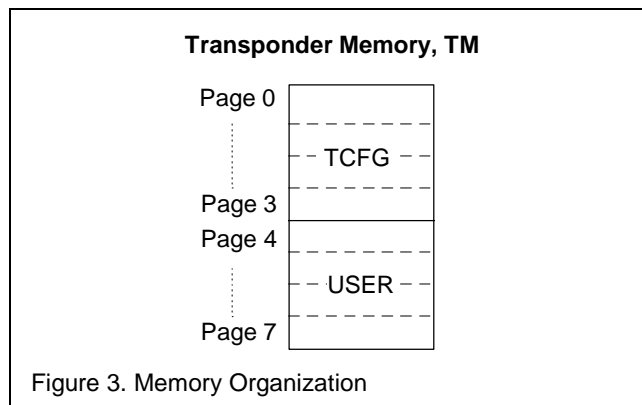 Transponder Memory, TM
Page 0
TCFG
Page 3
Page 4
USER
Page 7
Figure 3. Memory Organization